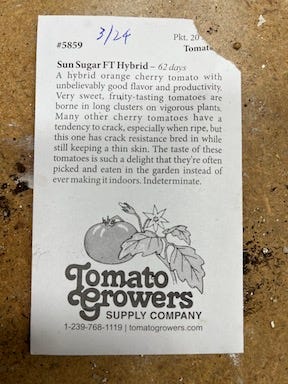 3/24
Pkt. 20
#5859
Tomato
Sun Sugar FT Hybrid – 62 days
A hybrid orange cherry tomato with
unbelievably good flavor and productivity.
Very sweet, fruity-tasting tomatoes are
borne in long clusters on vigorous plants.
Many other cherry tomatoes have a
tendency to crack, especially when ripe, but
this one has crack resistance bred in while
still keeping a thin skin. The taste of these
tomatoes is such a delight that they're often
picked and eaten in the garden instead of
ever making it indoors. Indeterminate.
Tomato
Growers
SUPPLY COMPANY
1-239-768-1119 | tomatogrowers.com